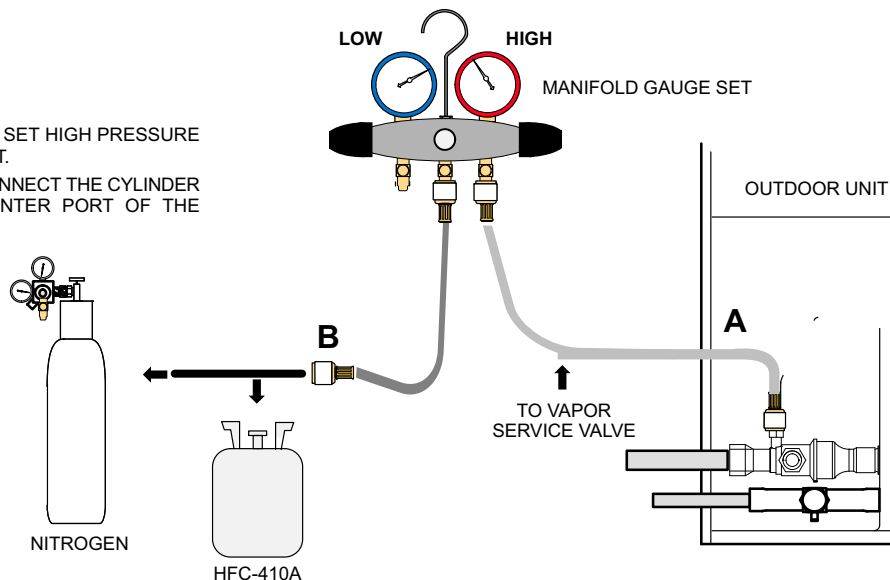 LOW
HIGH
MANIFOLD GAUGE SET
SET HIGH PRESSURE
T.
NNECT THE CYLINDER
NTER PORT OF THE
OUTDOOR UNIT
A
B
TO VAPOR
SERVICE VALVE
NITROGEN
HFC-410A